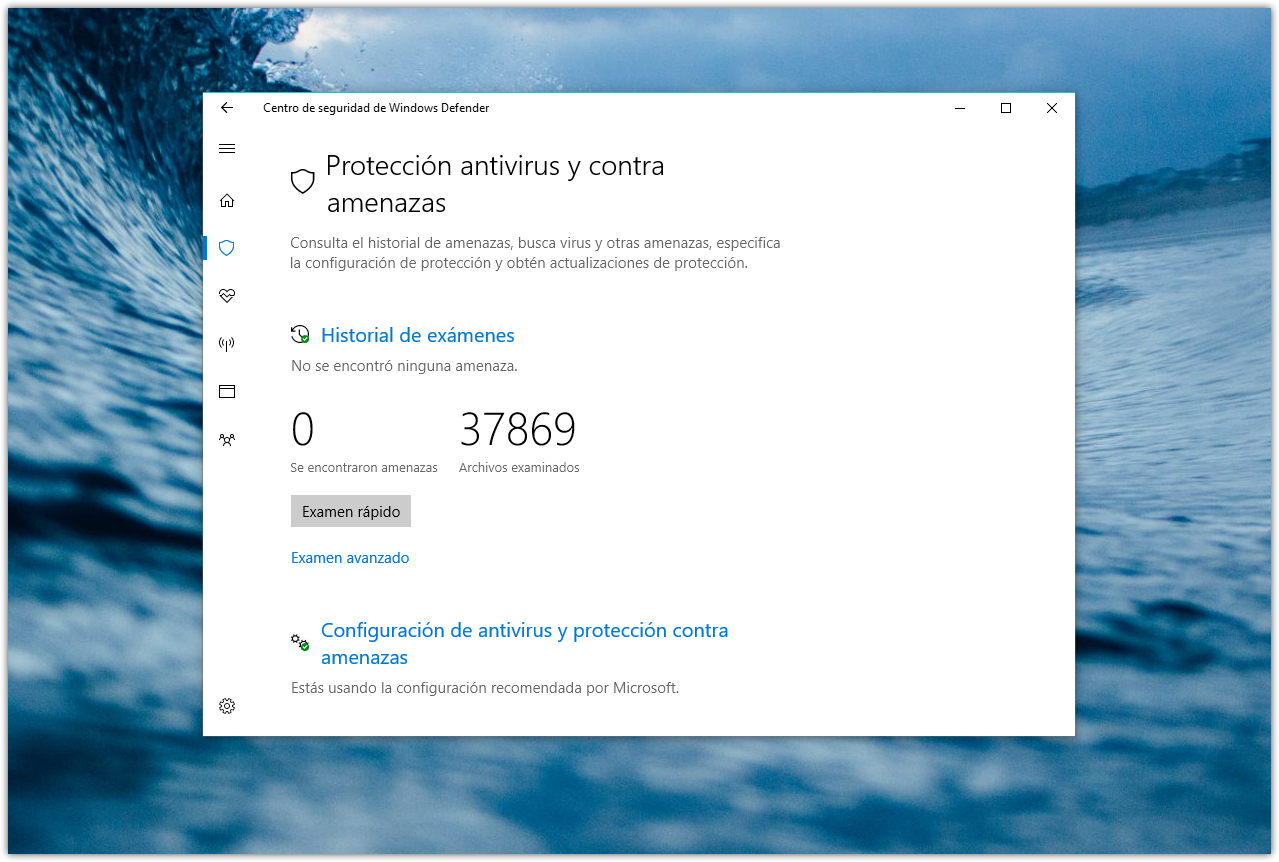 Centro de seguridad de Windows Defender
Protección antivirus y contra
amenazas
Consulta el historial de amenazas, busca virus y otras amenazas, especifica
la configuración de protección y obtén actualizaciones de protección.
Historial de exámenes
No se encontró ninguna amenaza.
0 37869
Se encontraron amenazas Archivos examinados
Examen rápido
Examen avanzado
Configuración de antivirus y protección contra
amenazas
Estás usando la configuración recomendada por Microsoft.